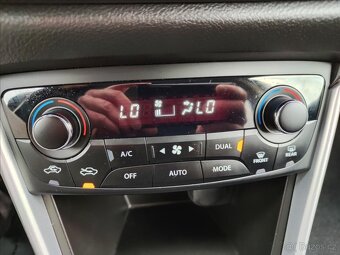 LO LO
A/C DUAL
OFF AUTO MODE FRONT REAR